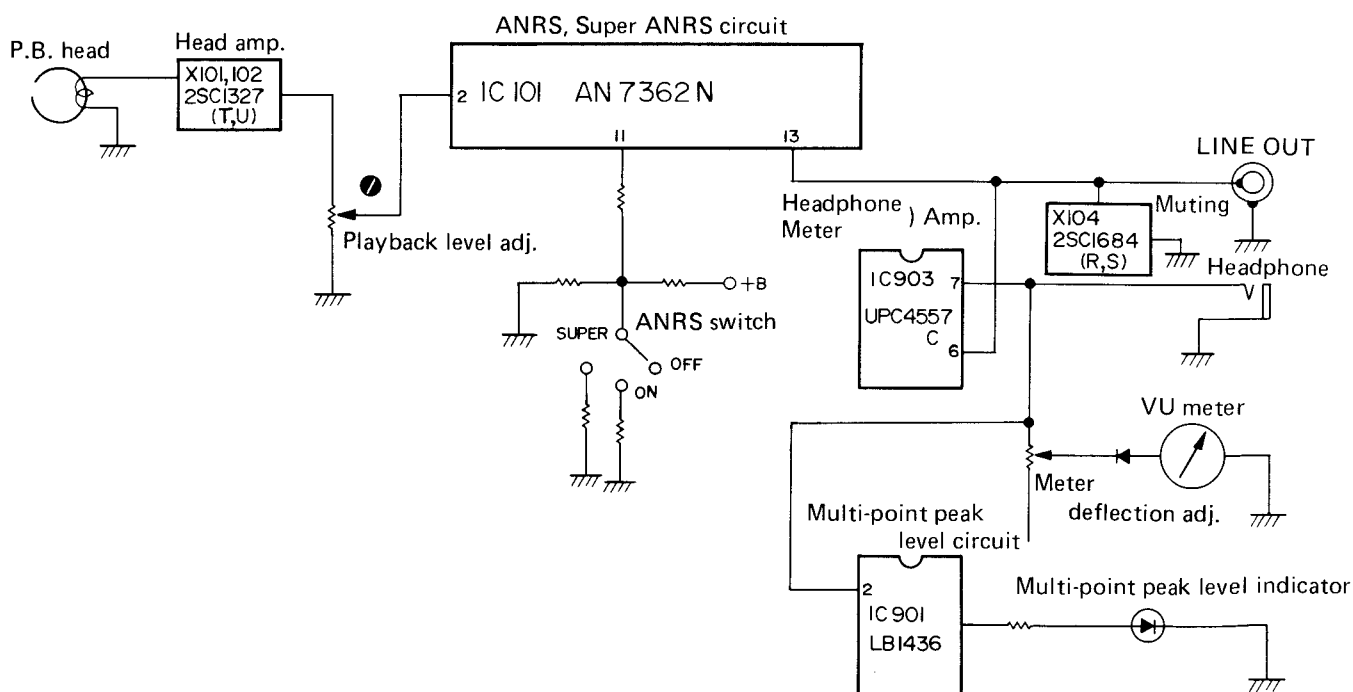 ANRS, Super ANRS circuit
P.B. head
Head amp.
X101,102
2SC1327
(T,U)
2 IC 101 AN 7362 N
11
13
LINE OUT
Playback level adj.
Headphone
Meter
) Amp.
Muting
X104
2SC1684
(R,S)
Headphone
IC903
7
UPC4557
C
6
+B
ANRS switch
SUPER
OFF
ON
VU meter
Meter
deflection adj.
Multi-point peak
level circuit
Multi-point peak level indicator
2
IC 901
LB1436